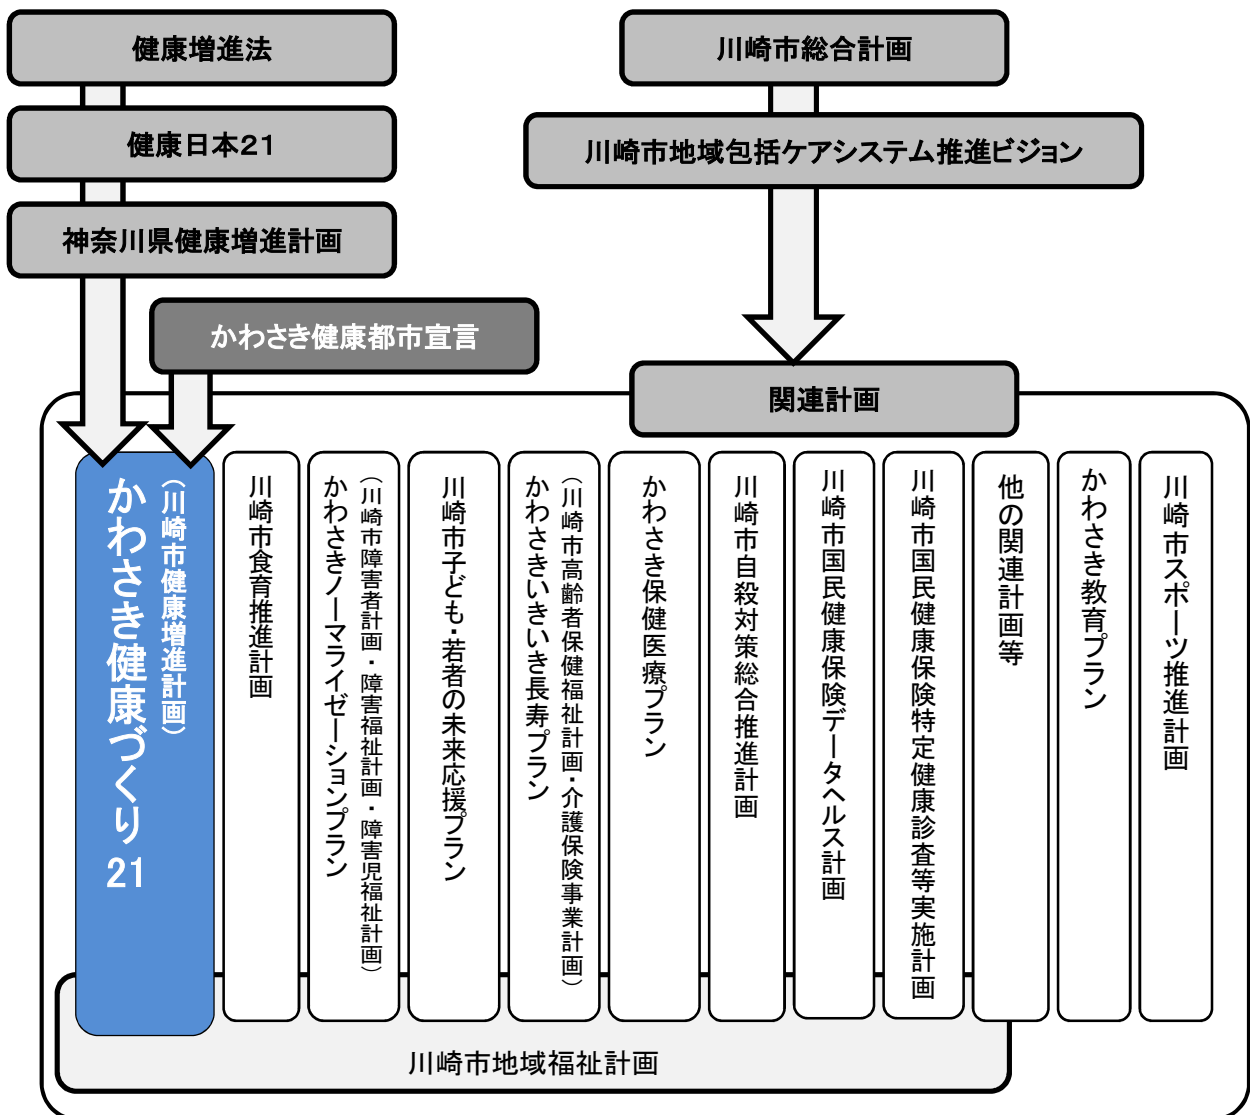 健康増進法
健康日本21
神奈川県健康増進計画
かわさき健康都市宣言
川崎市総合計画
川崎市地域包括ケアシステム推進ビジョン
関連計画
（川崎市健康増進計画）
かわさき健康づくり21
川崎市食育推進計画
（川崎市障害者計画・障害福祉計画・障害児福祉計画）
かわさきノーマライゼーションプラン
川崎市子ども・若者の未来応援プラン
（川崎市高齢者保健福祉計画・介護保険事業計画）
かわさきいきいき長寿プラン
かわさき保健医療プラン
川崎市自殺対策総合推進計画
川崎市国民健康保険データヘルス計画
川崎市国民健康保険特定健康診査等実施計画
他の関連計画等
かわさき教育プラン
川崎市スポーツ推進計画
川崎市地域福祉計画